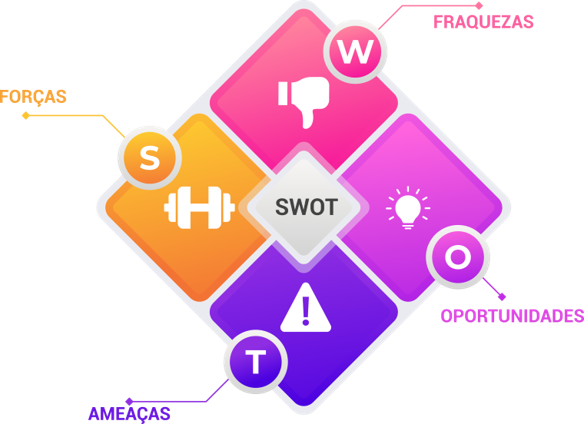 FRAQUEZAS
W
FORÇAS
S
SWOT
O
OPORTUNIDADES
T
AMEAÇAS